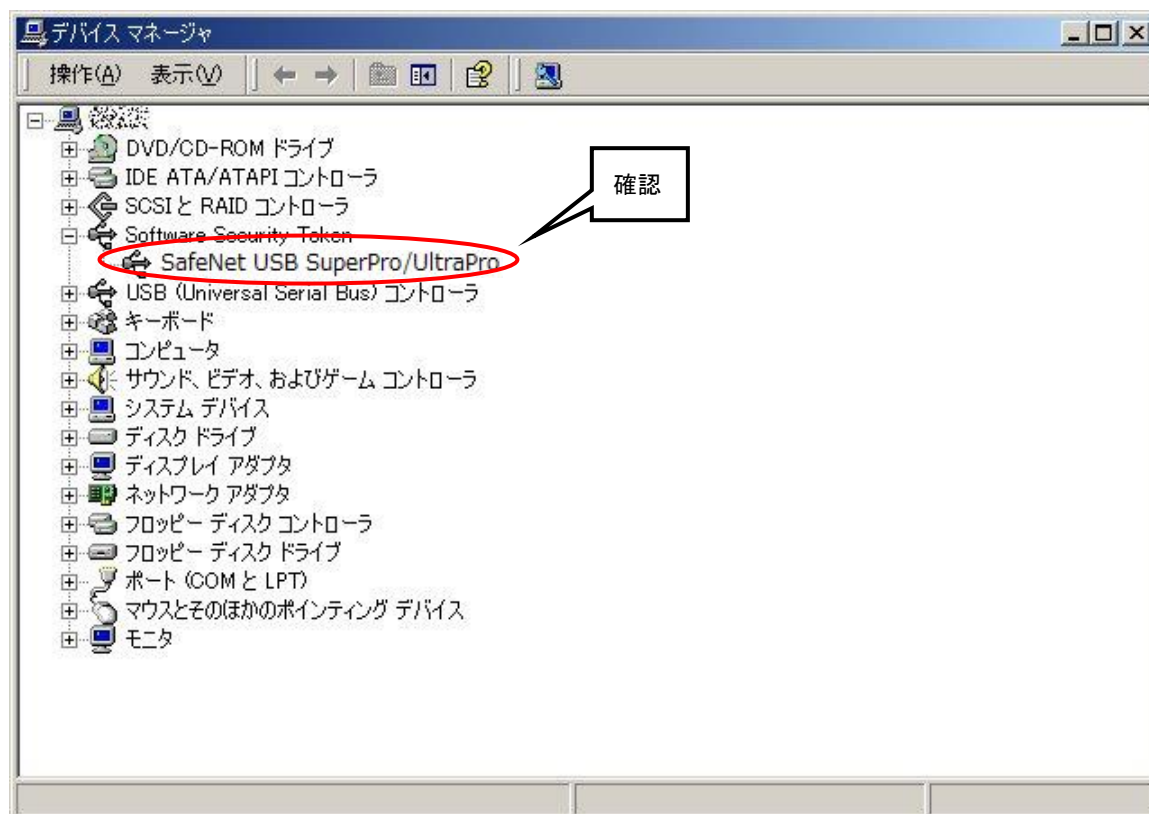 デバイス マネージャ
操作(A) 表示(V)
DVD/CD-ROM ドライブ
IDE ATA/ATAPI コントローラ
SCSI と RAID コントローラ
Software Security Token
SafeNet USB SuperPro/UltraPro
確認
USB (Universal Serial Bus) コントローラ
キーボード
コンピュータ
サウンド、ビデオ、およびゲーム コントローラ
システム デバイス
ディスク ドライブ
ディスプレイ アダプタ
ネットワーク アダプタ
フロッピー ディスク コントローラ
フロッピー ディスク ドライブ
ポート (COM と LPT)
マウスとそのほかのポインティング デバイス
モニタ